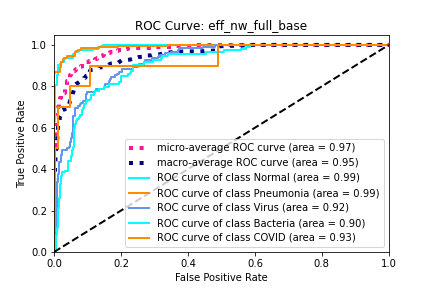 ROC Curve: eff_nw_full_base
True Positive Rate
1.0
0.8
0.6
0.4
0.2
0.0
micro-average ROC curve (area = 0.97)
macro-average ROC curve (area = 0.95)
ROC curve of class Normal (area = 0.99)
ROC curve of class Pneumonia (area = 0.99)
ROC curve of class Virus (area = 0.92)
ROC curve of class Bacteria (area = 0.90)
ROC curve of class COVID (area = 0.93)
0.0 0.2 0.4 0.6 0.8 1.0
False Positive Rate